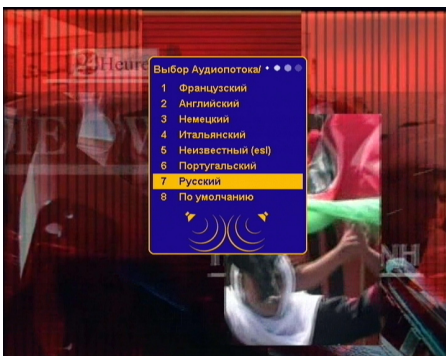 Heure
Выбор Аудиопотока/
1 Французский
2 Английский
3 Немецкий
4 Итальянский
5 Неизвестный (esl)
6 Португальский
7 Русский
8 По умолчанию